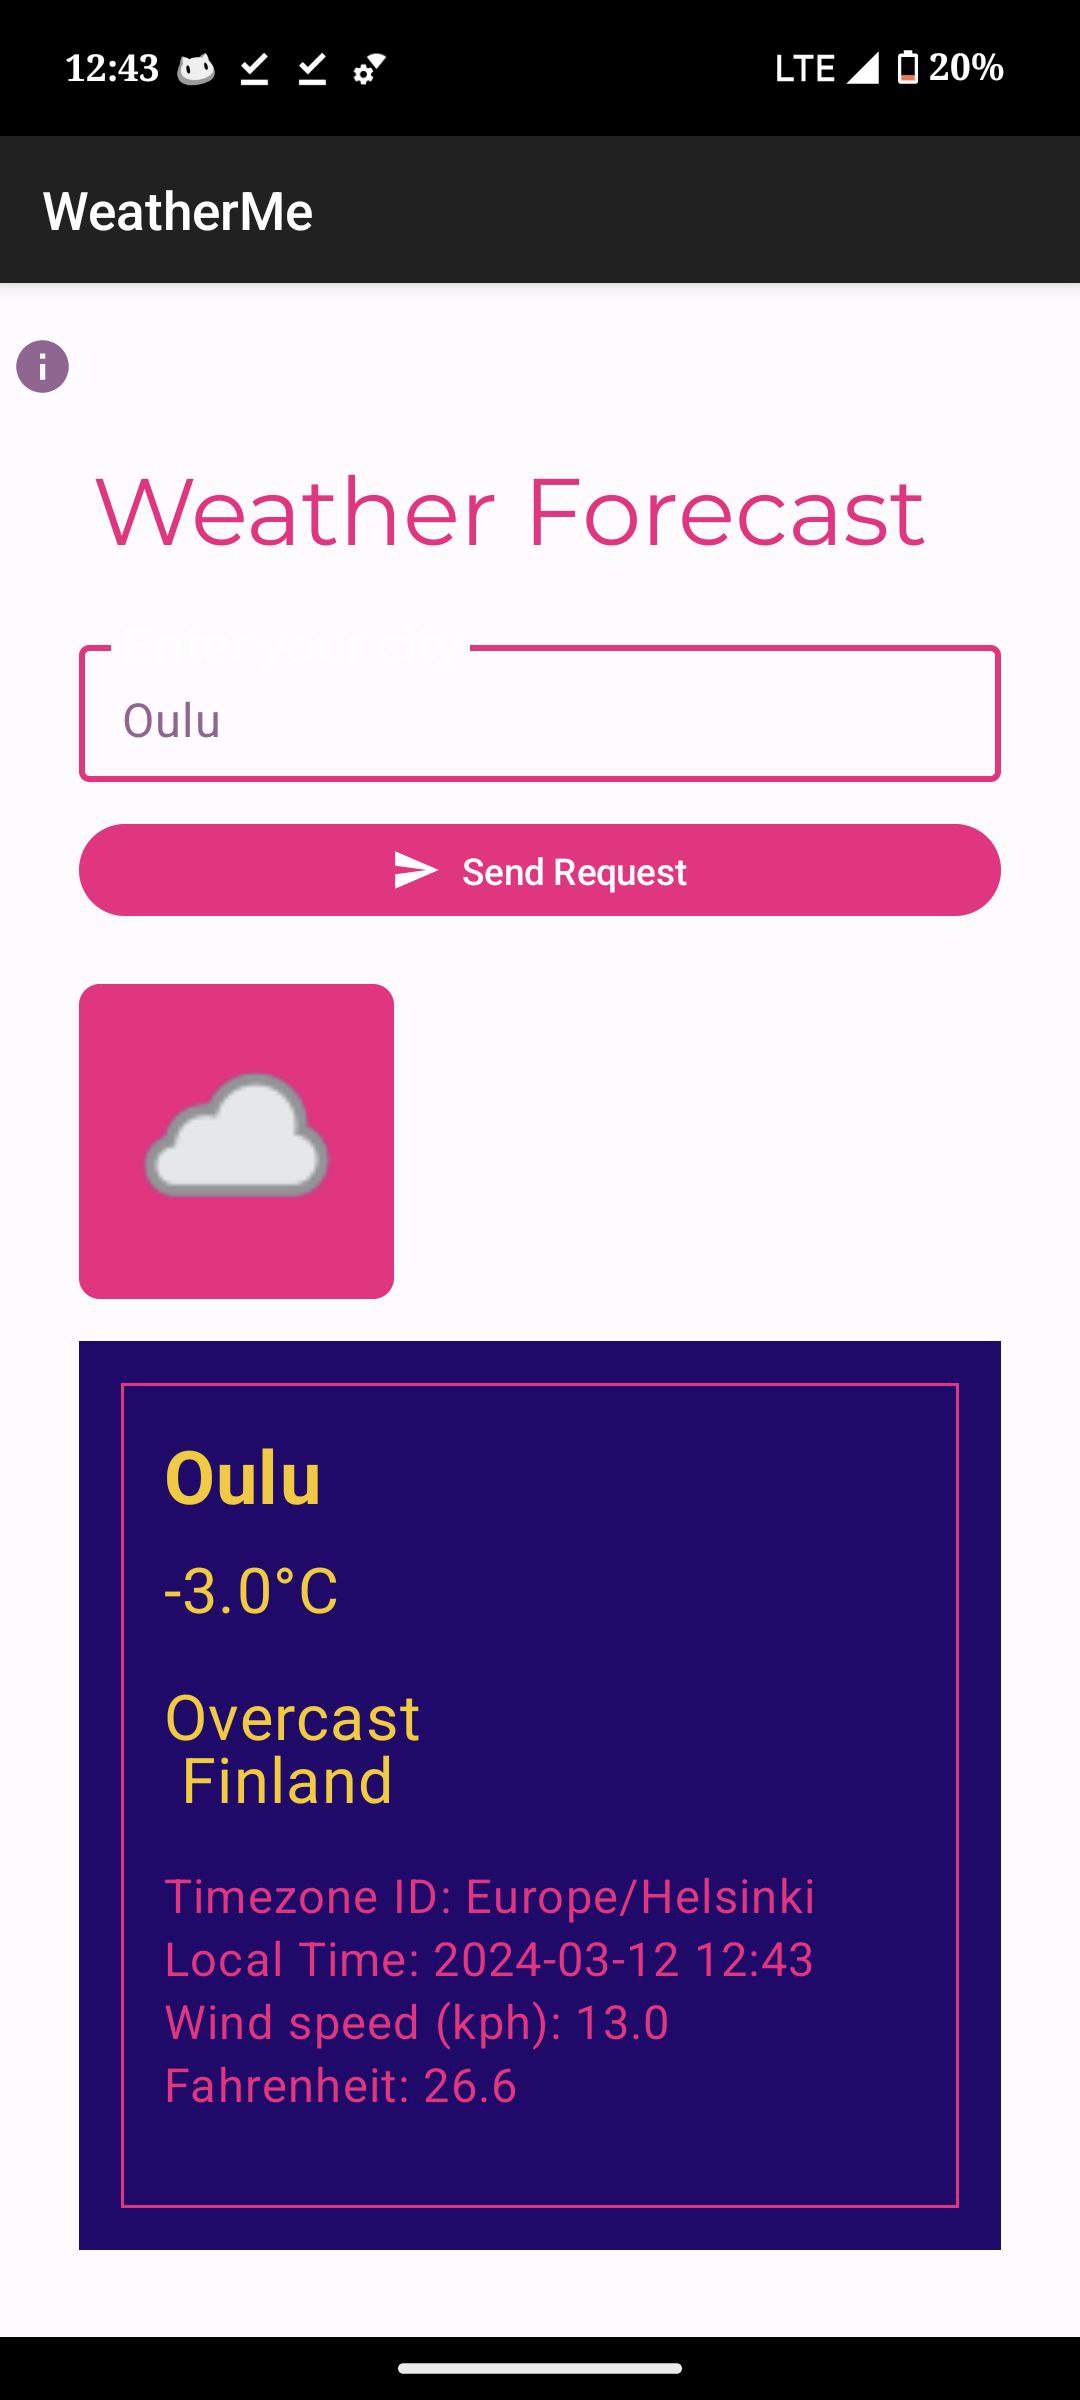 12:43 LTE 20%
WeatherMe
Weather Forecast
Enter your city
Oulu
Send Request
Oulu
-3.0°C
Overcast
Finland
Timezone ID: Europe/Helsinki
Local Time: 2024-03-12 12:43
Wind speed (kph): 13.0
Fahrenheit: 26.6